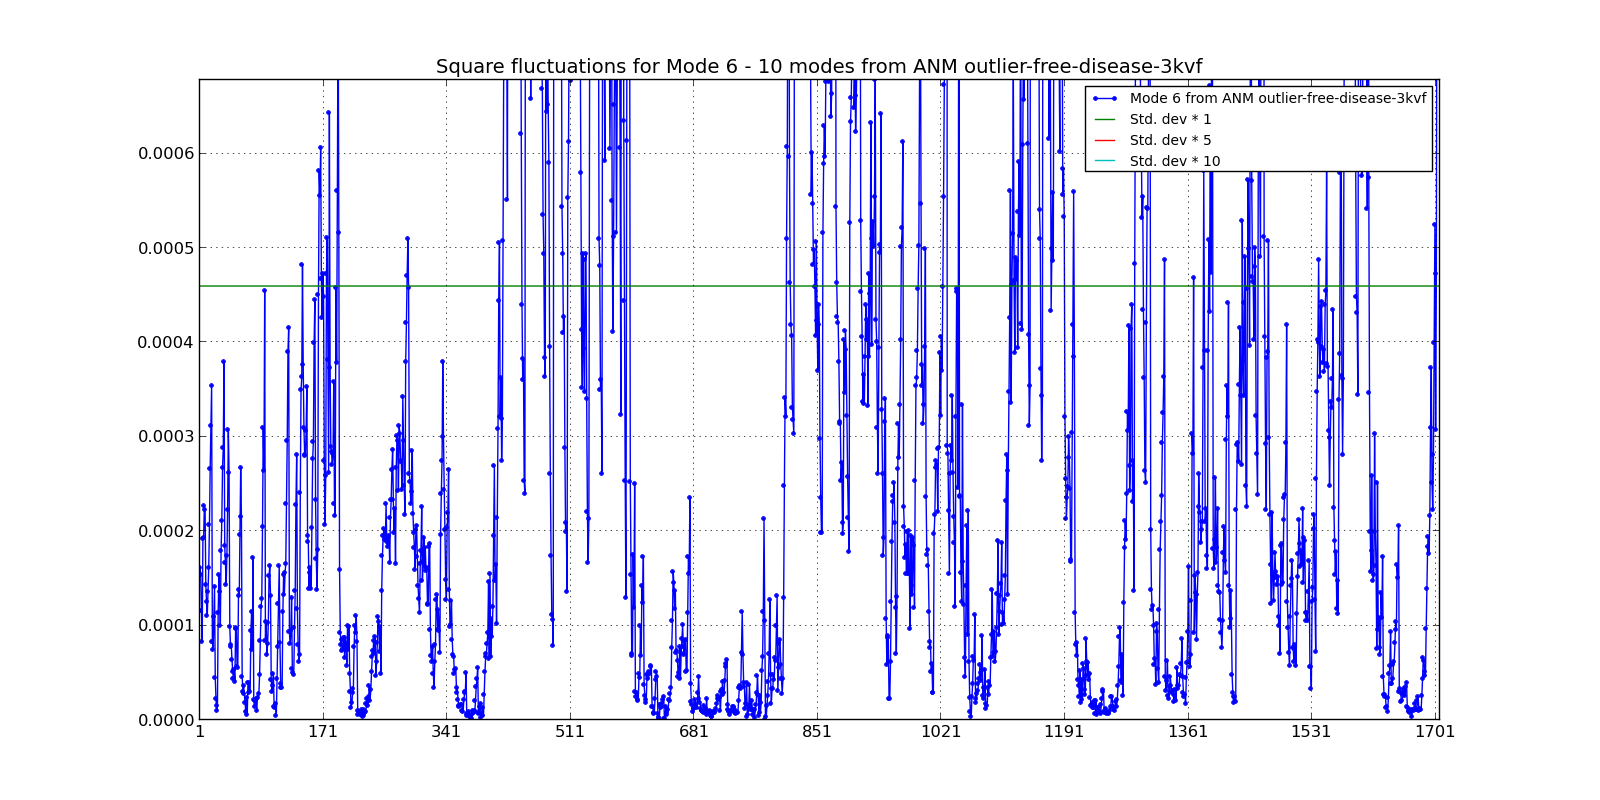 Square fluctuations for Mode 6 - 10 modes from ANM outlier-free-disease-3kvf
Mode 6 from ANM outlier-free-disease-3kvf
Std. dev * 1
Std. dev * 5
Std. dev * 10
0.0006
0.0005
0.0004
0.0003
0.0002
0.0001
0.0000
1 171 341 511 681 851 1021 1191 1361 1531 1701